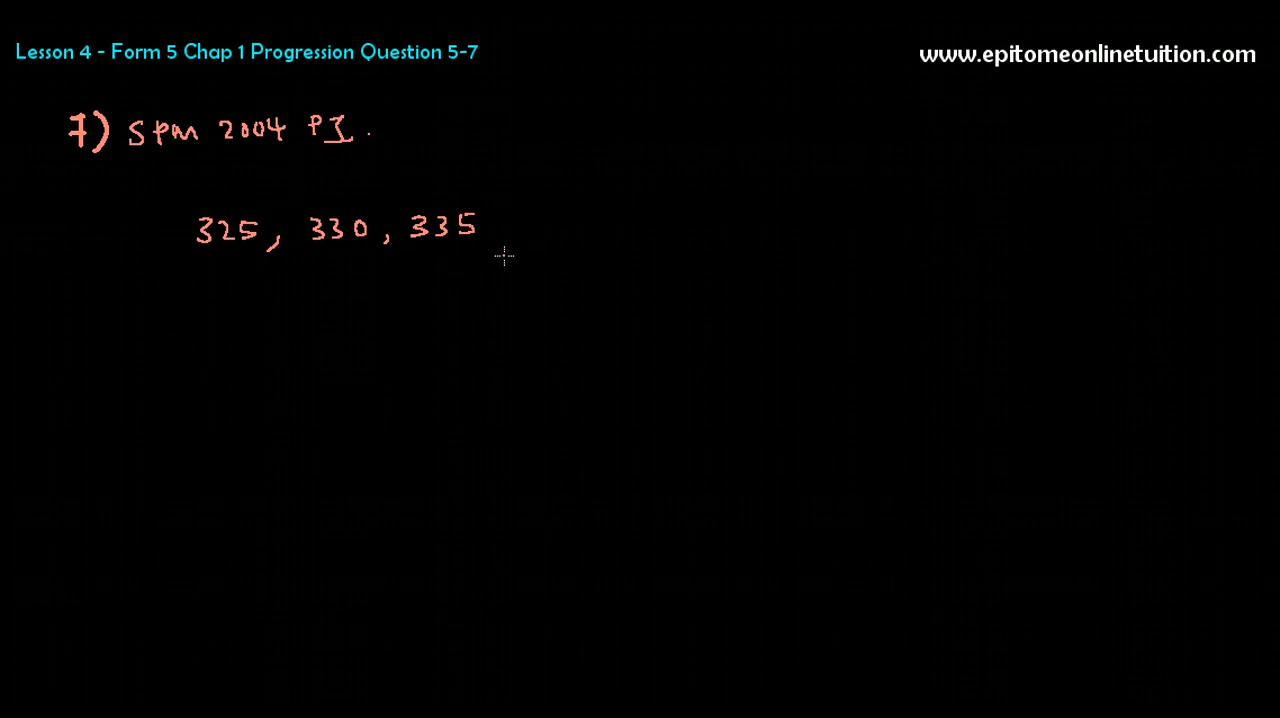 Lesson 4 - Form 5 Chap 1 Progression Question 5-7
www.epitomeonlinetuition.com
7) SPM 2004 PI.
325, 330, 335